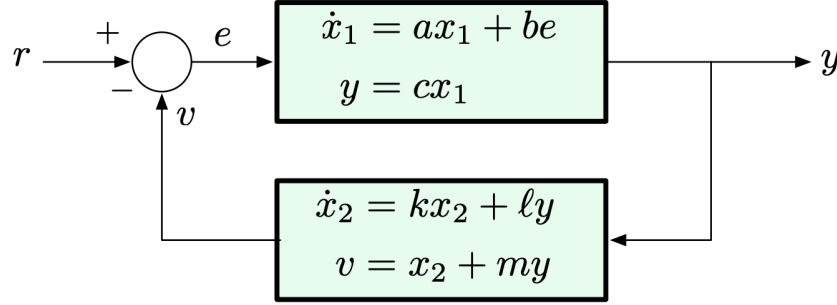 +
e
r
−
v
ẋ₁ = ax₁ + be
y = cx₁
y
ẋ₂ = kx₂ + ℓy
v = x₂ + my